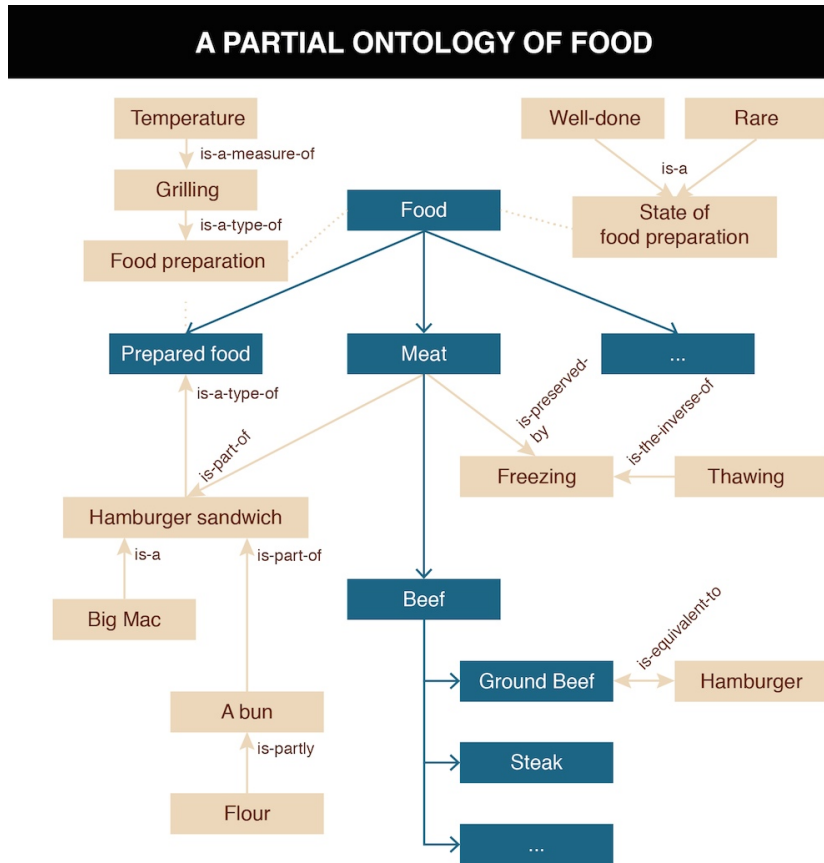 A PARTIAL ONTOLOGY OF FOOD
Temperature
Well-done
Rare
is-a-measure-of
is-a
Grilling
Food
State of
food preparation
is-a-type-of
Food preparation
Prepared food
Meat
...
is-a-type-of
is-preserved-
by
is-the-inverse-of
is-part-of
Freezing
Thawing
Hamburger sandwich
is-a
is-part-of
Big Mac
Beef
is-equivalent-to
Ground Beef
Hamburger
A bun
is-partly
Steak
Flour
...